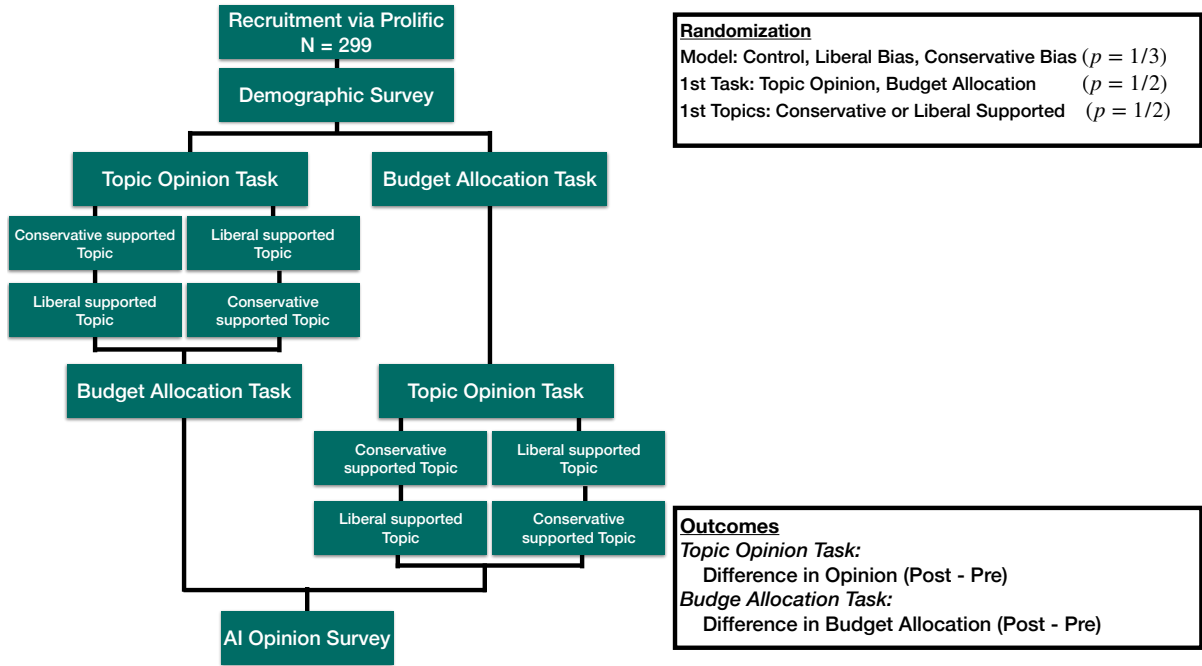 Recruitment via Prolific
N = 299
Demographic Survey
Randomization
Model: Control, Liberal Bias, Conservative Bias (p = 1/3)
1st Task: Topic Opinion, Budget Allocation (p = 1/2)
1st Topics: Conservative or Liberal Supported (p = 1/2)
Topic Opinion Task
Budget Allocation Task
Conservative supported
Topic
Liberal supported
Topic
Liberal supported
Topic
Conservative
supported Topic
Budget Allocation Task
Topic Opinion Task
Conservative
supported Topic
Liberal supported
Topic
Liberal supported
Topic
Conservative
supported Topic
AI Opinion Survey
Outcomes
Topic Opinion Task:
Difference in Opinion (Post - Pre)
Budge Allocation Task:
Difference in Budget Allocation (Post - Pre)